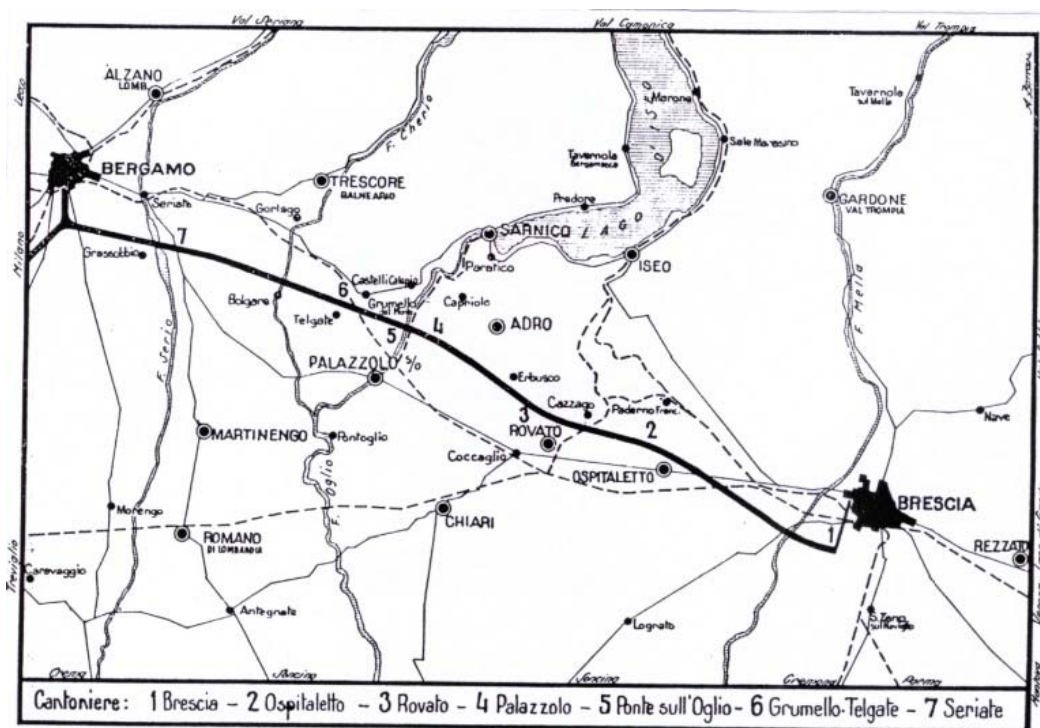 Val Seriana
Val Camonica
Val Trompia
Lecco
ALZANO
LOMB.
Marone
Tavernola
sul Mella
F. Cherio
BERGAMO
Seriate
TRESCORE
BALNEARIO
Tavernola
Bergamasca
Sale Marasino
LAGO D'ISEO
GARDONE
VAL TROMPIA
Gorlago
Predore
SARNICO
Paratico
ISEO
Milano
7
Grassobbio
Castelli Calepio
Bolgare
6
Grumello
del Monte
Capriolo
Telgate
5
4
ADRO
F. Serio
F. Mella
PALAZZOLO S/O
Erbusco
Cazzago
Paderno Franc.
Nave
3
2
MARTINENGO
Pontoglio
ROVATO
Coccaglio
OSPITALETTO
F. Oglio
BRESCIA
Morengo
CHIARI
ROMANO
DI LOMBARDIA
1
REZZATO
Treviglio
Caravaggio
Antegnate
Lograto
S. Zeno
sul Naviglio
Crema
Soncino
Soncino
Cremona
Parma
Cantoniere: 1 Brescia - 2 Ospitaletto - 3 Rovato - 4 Palazzolo - 5 Ponte sull'Oglio - 6 Grumello-Telgate - 7 Seriate